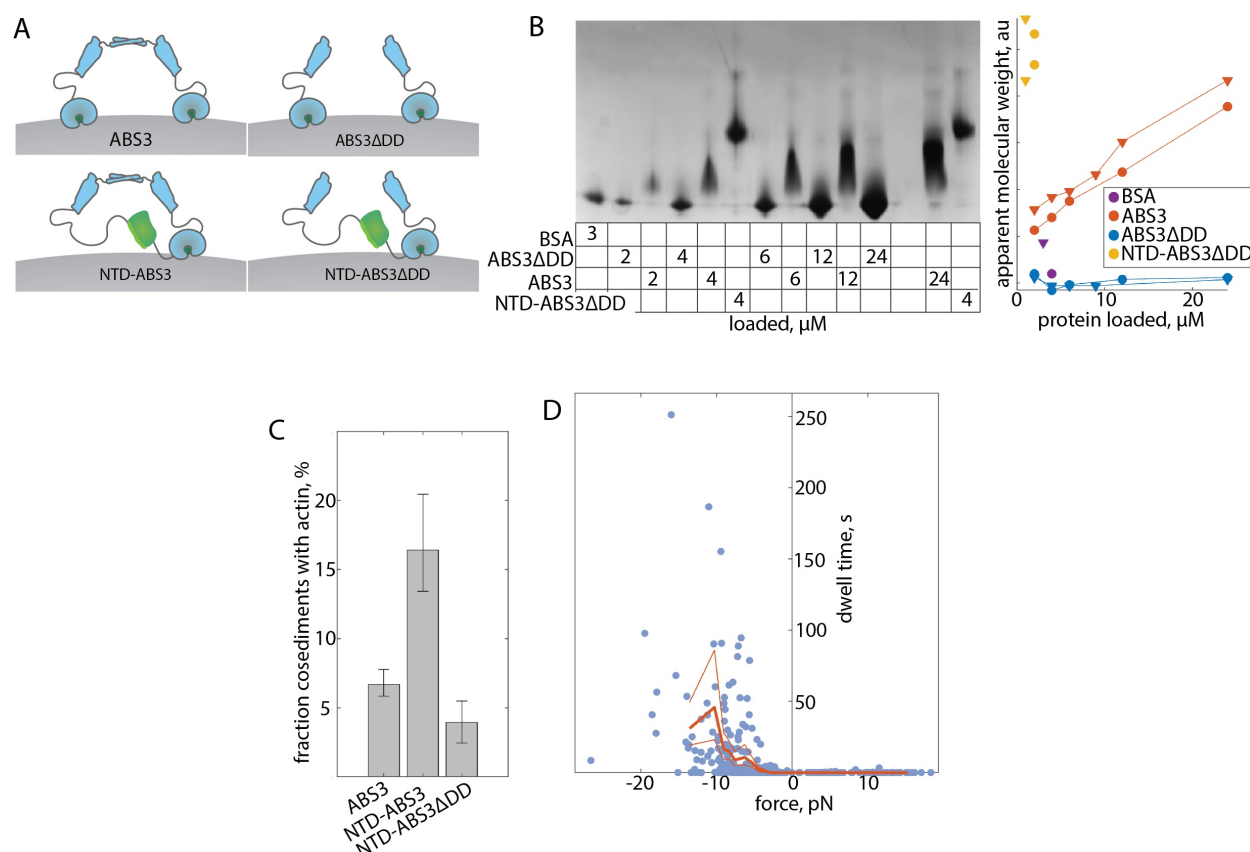 A
ABS3
ABS3ΔDD
NTD-ABS3
NTD-ABS3ΔDD
B
BSA 3
ABS3ΔDD 2 4 6 12 24
ABS3 2 4 6 12 24
NTD-ABS3ΔDD 4 4
loaded, μM
apparent molecular weight, au
BSA
ABS3
ABS3ΔDD
NTD-ABS3ΔDD
0 10 20
protein loaded, μM
C
fraction cosediments with actin, %
20
15
10
5
ABS3
NTD-ABS3
NTD-ABS3ΔDD
D
250
200
150
100
50
dwell time, s
-20 -10 0 10
force, pN